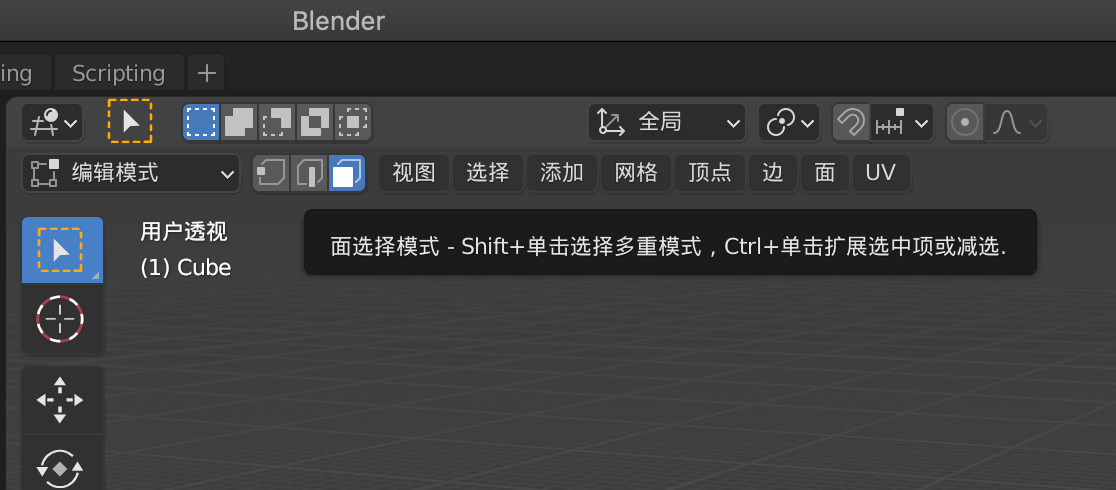 Blender
ing Scripting +
全局
编辑模式 视图 选择 添加 网格 顶点 边 面 UV
用户透视
(1) Cube
面选择模式 - Shift+单击选择多重模式 , Ctrl+单击扩展选中项或减选.